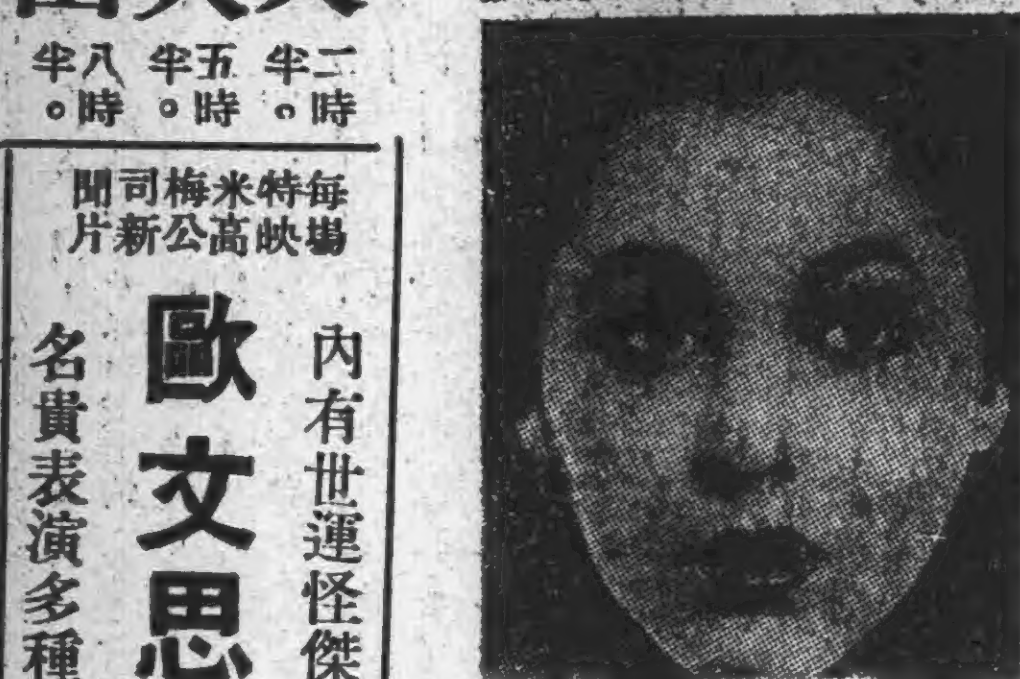 二時半。
五時半。
八時半。
每場特映米高梅公司新聞片
內有世運怪傑
歐文思
名貴表演多種